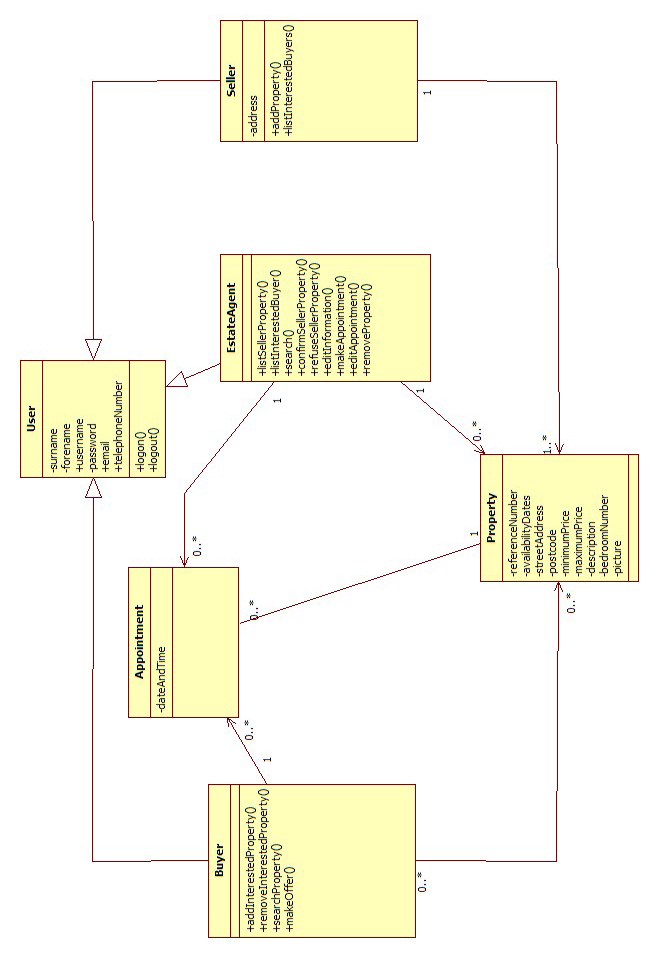 User
-surname
-forename
+username
-password
+email
+telephoneNumber
+logon()
+logout()
Buyer
+addInterestedProperty()
+removeInterestedProperty()
+searchProperty()
+makeOffer()
Appointment
-dateAndTime
EstateAgent
+listSellerProperty()
+listInterestedBuyer()
+search()
+confirmSellerProperty()
+refuseSellerProperty()
+editInformation()
+makeAppointment()
+editAppointment()
+removeProperty()
Seller
-address
+addProperty()
+listInterestedBuyers()
1
0..*
0..*
1
0..*
1
1
0..*
1
1..*
0..*
0..*
Property
-referenceNumber
-availabilityDates
-streetAddress
-postcode
-minimumPrice
-maximumPrice
-description
-bedroomNumber
-picture